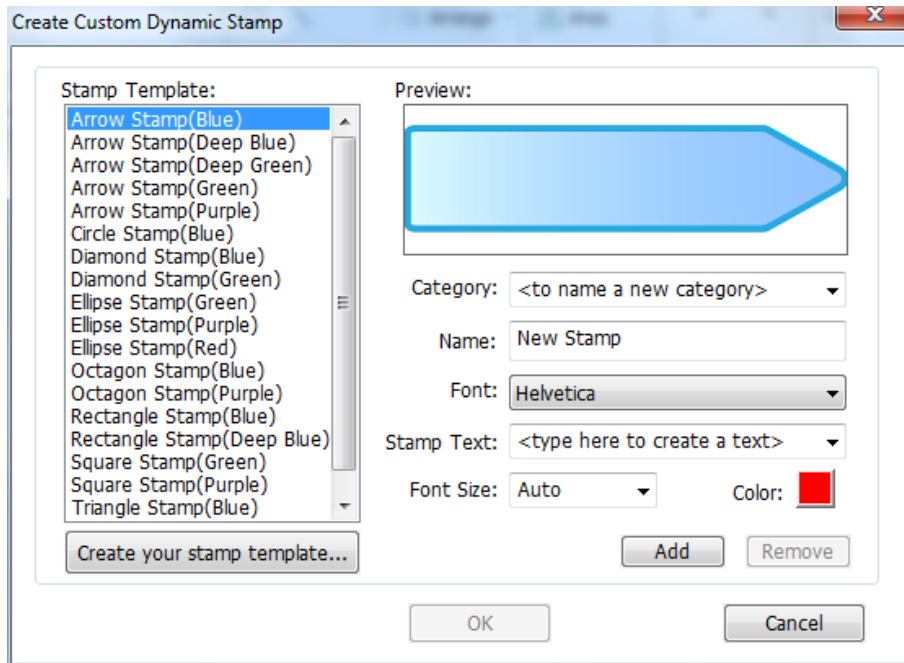 Create Custom Dynamic Stamp
Stamp Template:
Arrow Stamp(Blue)
Arrow Stamp(Deep Blue)
Arrow Stamp(Deep Green)
Arrow Stamp(Green)
Arrow Stamp(Purple)
Circle Stamp(Blue)
Diamond Stamp(Blue)
Diamond Stamp(Green)
Ellipse Stamp(Green)
Ellipse Stamp(Purple)
Ellipse Stamp(Red)
Octagon Stamp(Blue)
Octagon Stamp(Purple)
Rectangle Stamp(Blue)
Rectangle Stamp(Deep Blue)
Square Stamp(Green)
Square Stamp(Purple)
Triangle Stamp(Blue)
Create your stamp template...
Preview:
Category: <to name a new category>
Name: New Stamp
Font: Helvetica
Stamp Text: <type here to create a text>
Font Size: Auto Color:
Add Remove
OK Cancel